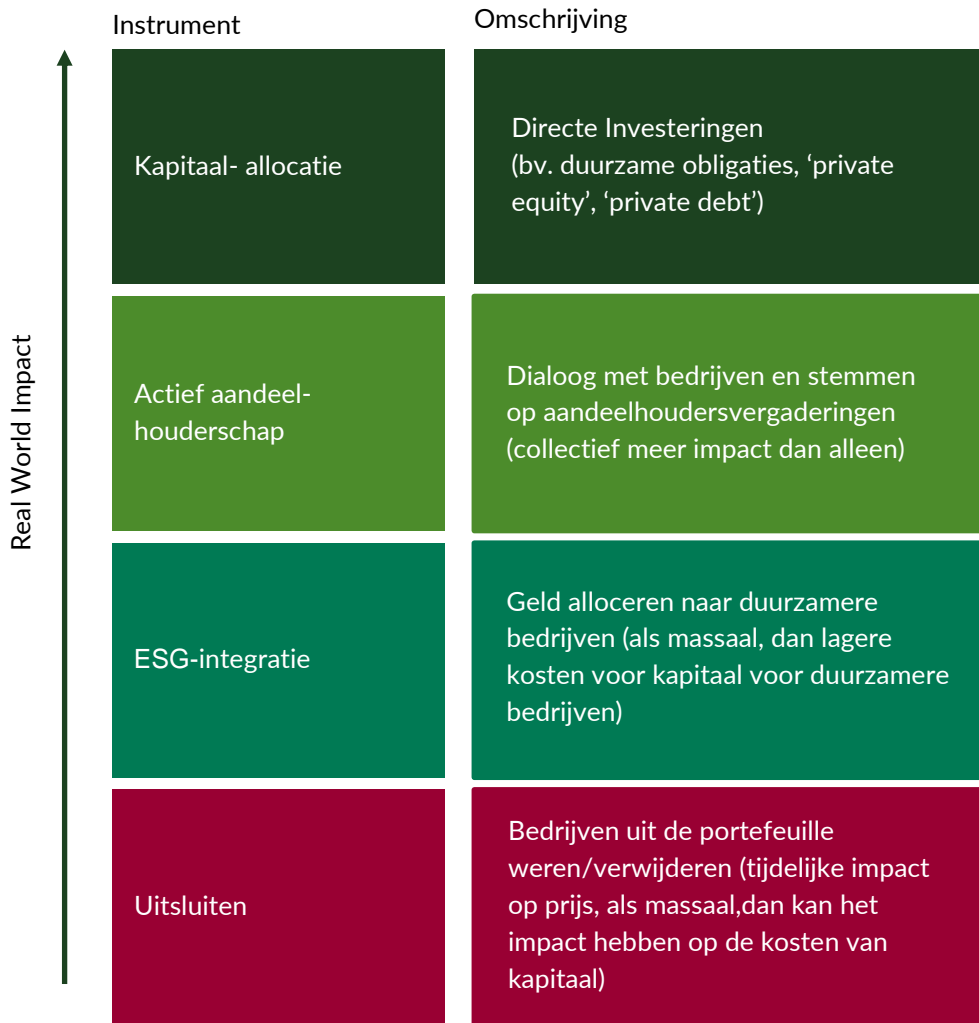 Instrument
Omschrijving
Real World Impact
Kapitaal- allocatie
Directe Investeringen
(bv. duurzame obligaties, ‘private
equity’, ‘private debt’)
Actief aandeel-
houderschap
Dialoog met bedrijven en stemmen
op aandeelhoudersvergaderingen
(collectief meer impact dan alleen)
ESG-integratie
Geld alloceren naar duurzamere
bedrijven (als massaal, dan lagere
kosten voor kapitaal voor duurzamere
bedrijven)
Uitsluiten
Bedrijven uit de portefeuille
weren/verwijderen (tijdelijke impact
op prijs, als massaal,dan kan het
impact hebben op de kosten van
kapitaal)